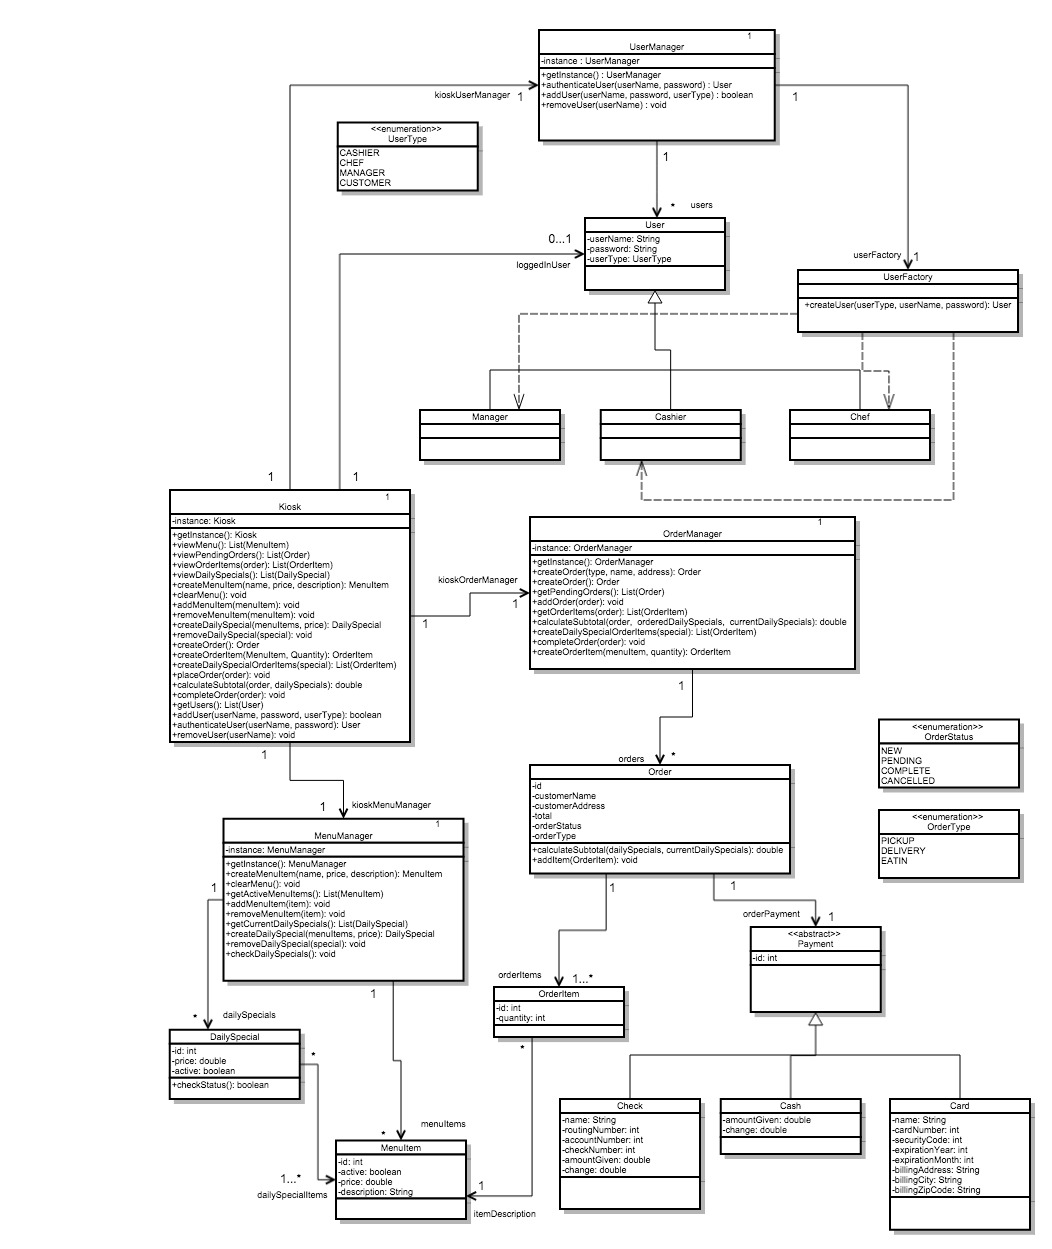 1
UserManager
-instance : UserManager
+getInstance() : UserManager
+authenticateUser(userName, password) : User
+addUser(userName, password, userType) : boolean
+removeUser(userName) : void
kioskUserManager
1
1
<<enumeration>>
UserType
CASHIER
CHEF
MANAGER
CUSTOMER
1
* users
User
-userName: String
-password: String
-userType: UserType
0...1
loggedInUser
userFactory
1
UserFactory
+createUser(userType, userName, password): User
Manager
Cashier
Chef
1
1
1
Kiosk
-instance: Kiosk
+getInstance(): Kiosk
+viewMenu(): List(MenuItem)
+viewPendingOrders(): List(Order)
+viewOrderItems(order): List(OrderItem)
+viewDailySpecials(): List(DailySpecial)
+createMenuItem(name, price, description): MenuItem
+clearMenu(): void
+addMenuItem(menuItem): void
+removeMenuItem(menuItem): void
+createDailySpecial(menuItems, price): DailySpecial
+removeDailySpecial(special): void
+createOrder(): Order
+createOrderItem(MenuItem, Quantity): OrderItem
+createDailySpecialOrderItems(special): List(OrderItem)
+placeOrder(order): void
+calculateSubtotal(order, dailySpecials): double
+completeOrder(order): void
+getUsers(): List(User)
+addUser(userName, password, userType): boolean
+authenticateUser(userName, password): User
+removeUser(userName): void
kioskOrderManager
1
1
1
OrderManager
-instance: OrderManager
+getInstance(): OrderManager
+createOrder(type, name, address): Order
+createOrder(): Order
+getPendingOrders(): List(Order)
+addOrder(order): void
+getOrderItems(order): List(OrderItem)
+calculateSubtotal(order, orderedDailySpecials, currentDailySpecials): double
+createDailySpecialOrderItems(special): List(OrderItem)
+completeOrder(order): void
+createOrderItem(menuItem, quantity): OrderItem
1
orders *
Order
-id
-customerName
-customerAddress
-total
-orderStatus
-orderType
+calculateSubtotal(dailySpecials, currentDailySpecials): double
+addItem(OrderItem): void
<<enumeration>>
OrderStatus
NEW
PENDING
COMPLETE
CANCELLED
<<enumeration>>
OrderType
PICKUP
DELIVERY
EATIN
1
1 kioskMenuManager
1
MenuManager
-instance: MenuManager
+getInstance(): MenuManager
+createMenuItem(name, price, description): MenuItem
+clearMenu(): void
+getActiveMenuItems(): List(MenuItem)
+addMenuItem(item): void
+removeMenuItem(item): void
+getCurrentDailySpecials(): List(DailySpecial)
+createDailySpecial(menuItems, price): DailySpecial
+removeDailySpecial(special): void
+checkDailySpecials(): void
1
1
1
1
orderPayment 1
<<abstract>>
Payment
-id: int
orderItems 1...*
OrderItem
-id: int
-quantity: int
*
* dailySpecials
DailySpecial
-id: int
-price: double
-active: boolean
+checkStatus(): boolean
*
* menuItems
MenuItem
-id: int
-active: boolean
-price: double
-description: String
1...*
dailySpecialItems
1
itemDescription
Check
-name: String
-routingNumber: int
-accountNumber: int
-checkNumber: int
-amountGiven: double
-change: double
Cash
-amountGiven: double
-change: double
Card
-name: String
-cardNumber: int
-securityCode: int
-expirationYear: int
-expirationMonth: int
-billingAddress: String
-billingCity: String
-billingZipCode: String